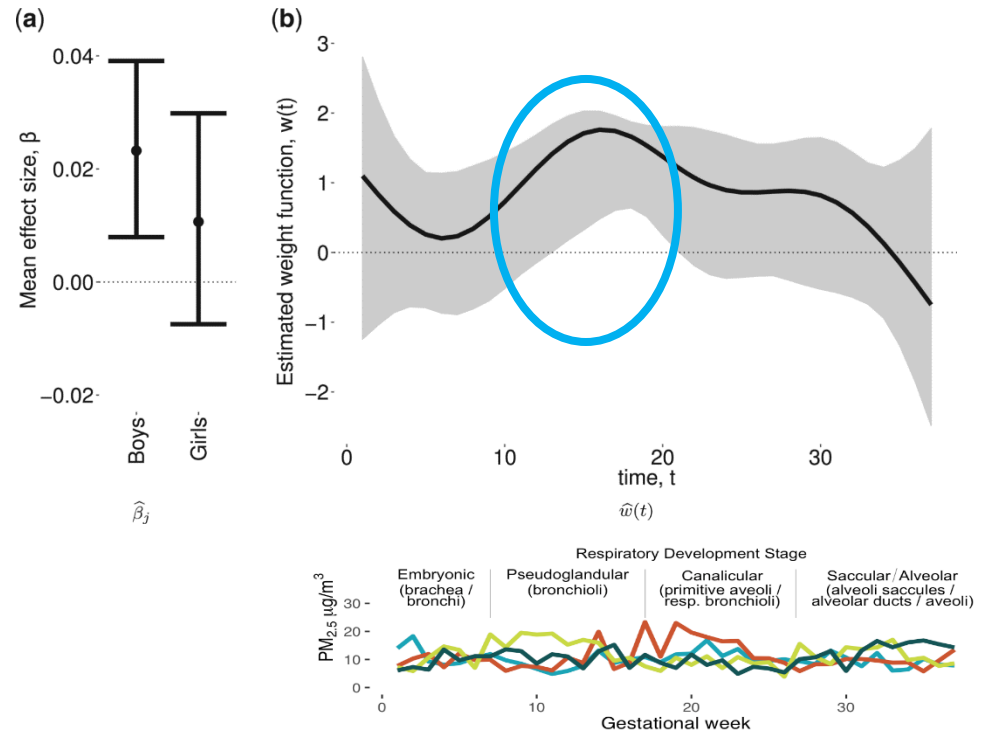 (a)
Mean effect size, β
0.04
0.02
0.00
−0.02
Boys
Girls
β̂ⱼ
(b)
Estimated weight function, w(t)
3
2
1
0
−1
−2
0 10 20 30
time, t
ŵ(t)
Respiratory Development Stage
Embryonic
(brachea /
bronchi)
Pseudoglandular
(bronchioli)
Canalicular
(primitive aveoli /
resp. bronchioli)
Saccular/Alveolar
(alveoli saccules /
alveolar ducts / aveoli)
PM2.5 μg/m³
30
20
10
0
0 10 20 30
Gestational week